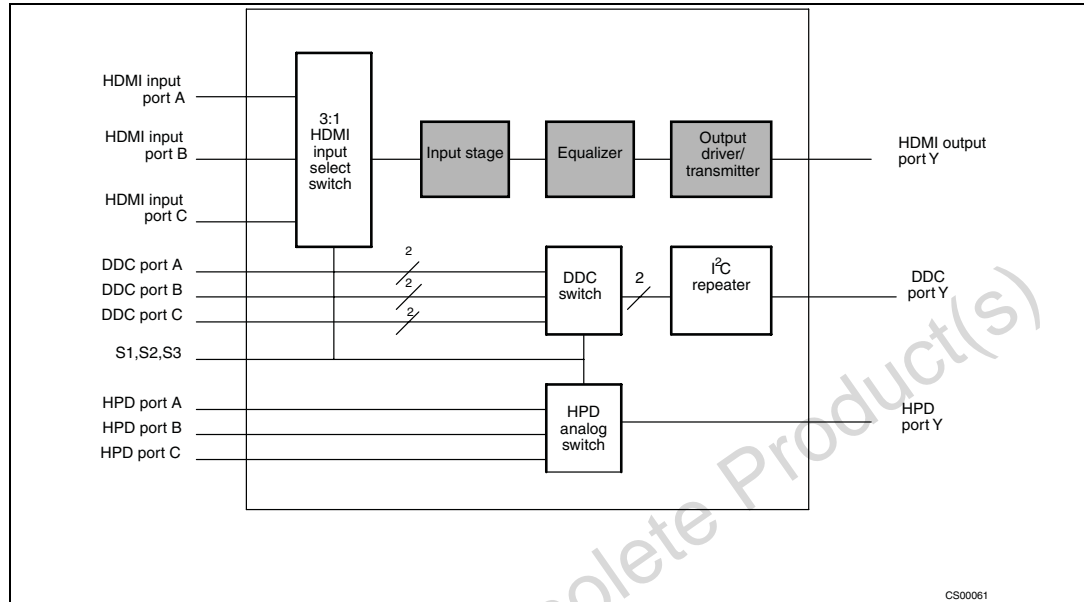 HDMI input
port A
HDMI input
port B
HDMI input
port C
3:1
HDMI
input
select
switch
Input stage
Equalizer
Output
driver/
transmitter
HDMI output
port Y
DDC port A
DDC port B
DDC port C
2
2
2
DDC
switch
2
I²C
repeater
DDC
port Y
S1,S2,S3
HPD port A
HPD port B
HPD port C
HPD
analog
switch
HPD
port Y
olete Product(s)
CS00061